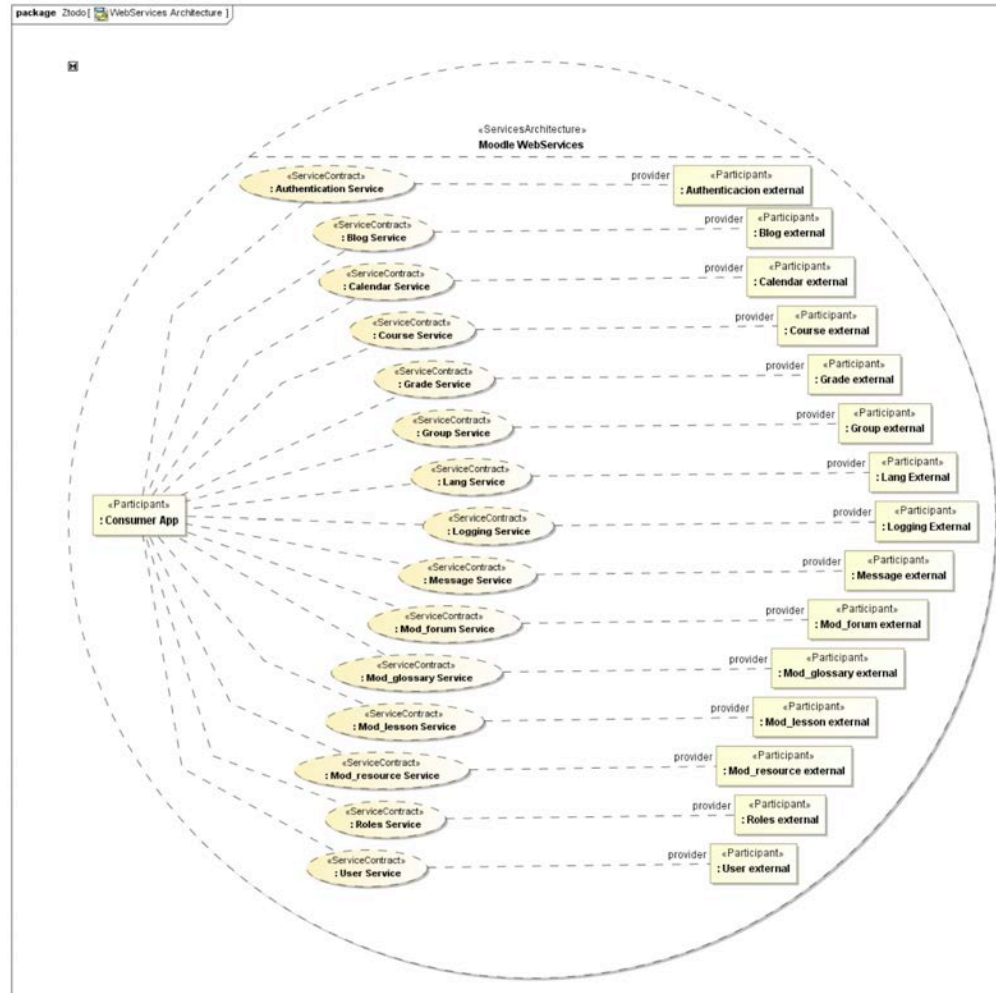 package Ztodo [ WebServices Architecture ]
«ServicesArchitecture»
Moodle WebServices
«ServiceContract»
: Authentication Service
provider
«Participant»
: Authenticacion external
«ServiceContract»
: Blog Service
provider
«Participant»
: Blog external
«ServiceContract»
: Calendar Service
provider
«Participant»
: Calendar external
«ServiceContract»
: Course Service
provider
«Participant»
: Course external
«ServiceContract»
: Grade Service
provider
«Participant»
: Grade external
«ServiceContract»
: Group Service
provider
«Participant»
: Group external
«ServiceContract»
: Lang Service
provider
«Participant»
: Lang External
«Participant»
: Consumer App
«ServiceContract»
: Logging Service
provider
«Participant»
: Logging External
«ServiceContract»
: Message Service
provider
«Participant»
: Message external
«ServiceContract»
: Mod_forum Service
provider
«Participant»
: Mod_forum external
«ServiceContract»
: Mod_glossary Service
provider
«Participant»
: Mod_glossary external
«ServiceContract»
: Mod_lesson Service
provider
«Participant»
: Mod_lesson external
«ServiceContract»
: Mod_resource Service
provider
«Participant»
: Mod_resource external
«ServiceContract»
: Roles Service
provider
«Participant»
: Roles external
«ServiceContract»
: User Service
provider
«Participant»
: User external